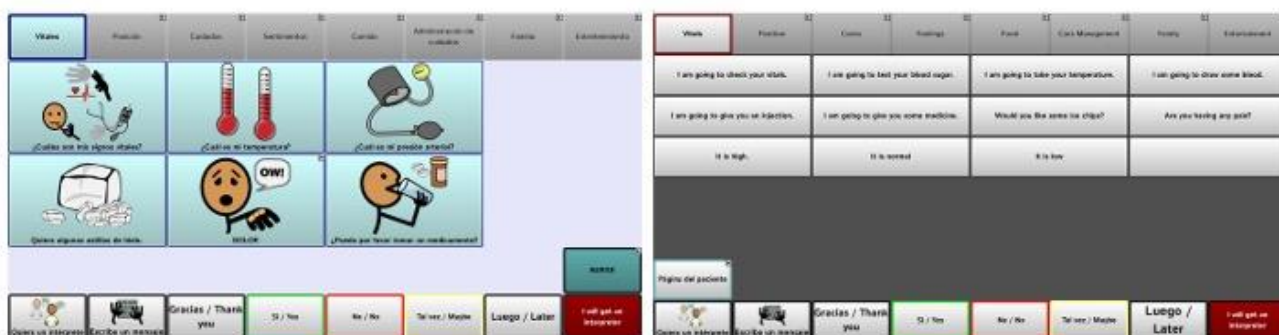 Vitales
Posición
Cuidados
Sentimientos
Comida
Administración de
cuidados
Familia
Entretenimiento
¿Cuáles son mis signos vitales?
¿Cuál es mi temperatura?
¿Cuál es mi presión arterial?
OW!
Quiero algunas astillas de hielo.
DOLOR
¿Puedo por favor tomar un medicamento?
NURSE
Quiero un intérprete
Escriba un mensaje
Gracias / Thank
you
Sí / Yes
No / No
Tal vez / Maybe
Luego / Later
I will get an
interpreter
Vitals
Position
Cares
Feelings
Food
Care Management
Family
Entertainment
I am going to check your vitals.
I am going to test your blood sugar.
I am going to take your temperature.
I am going to draw some blood.
I am going to give you an injection.
I am going to give you some medicine.
Would you like some ice chips?
Are you having any pain?
It is high.
It is normal
It is low
Página del paciente
Quiero un intérprete
Escriba un mensaje
Gracias / Thank
you
Sí / Yes
No / No
Tal vez / Maybe
Luego /
Later
I will get an
interpreter